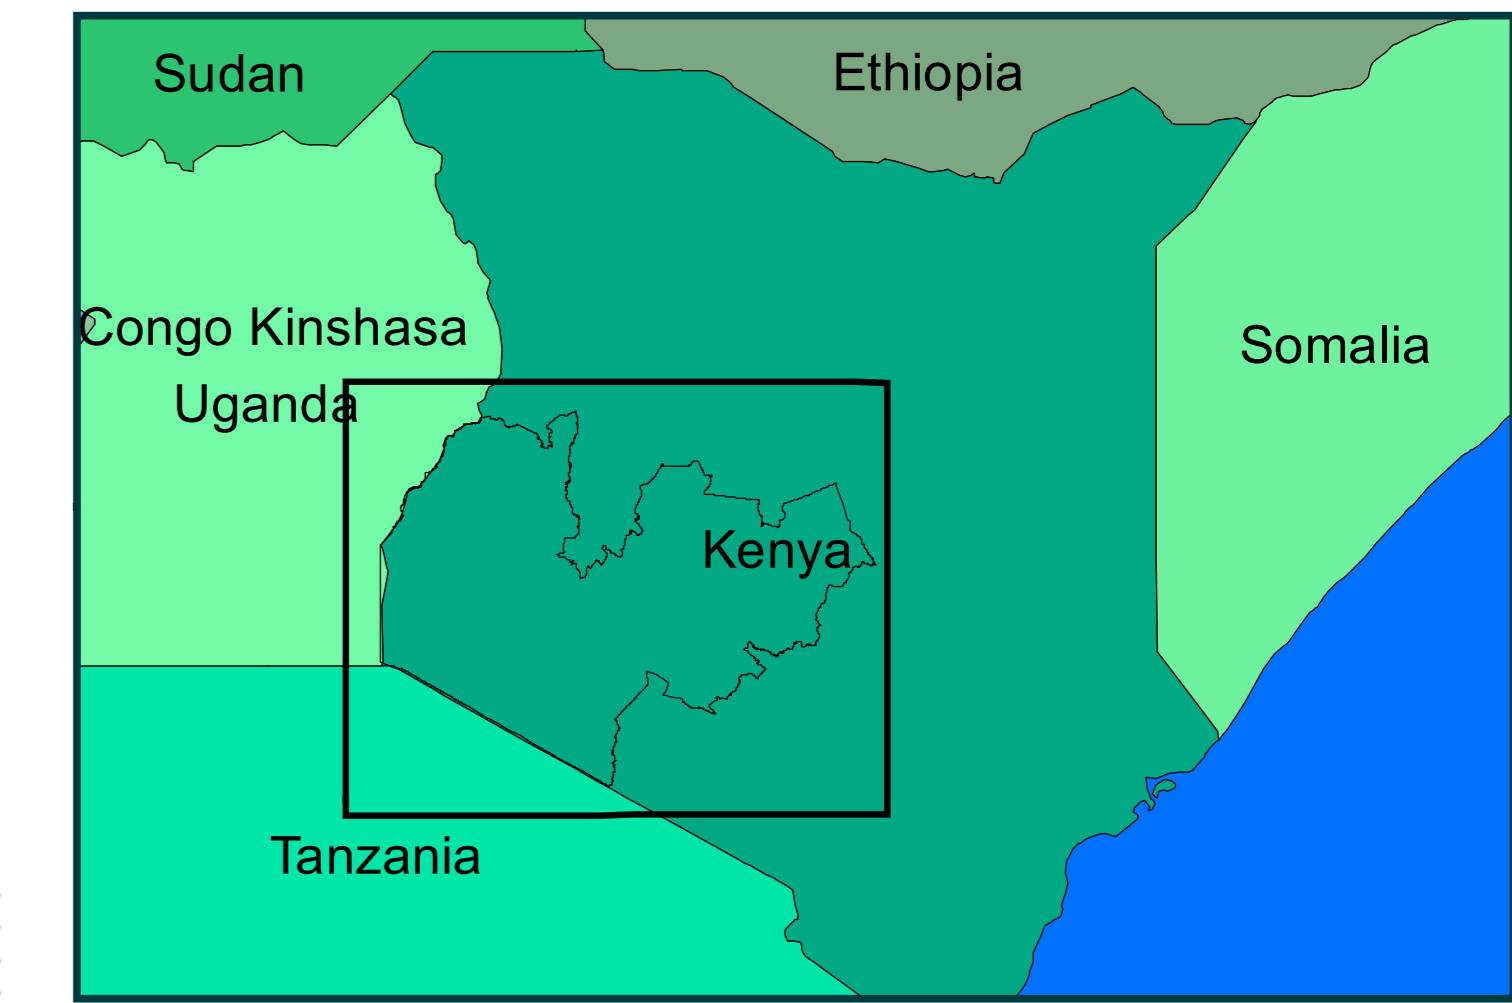 Sudan
Ethiopia
Congo Kinshasa
Somalia
Uganda
Kenya
Tanzania